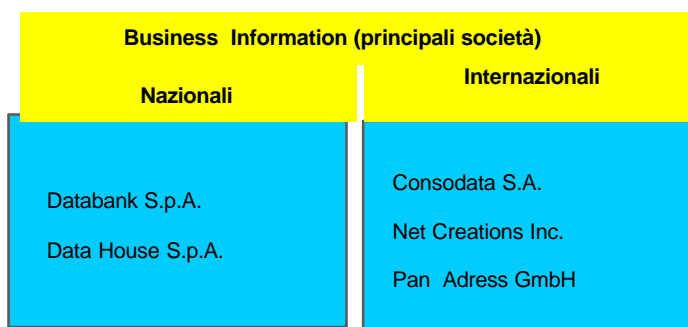 Business Information (principali società)
Nazionali
Internazionali
Databank S.p.A.
Data House S.p.A.
Consodata S.A.
Net Creations Inc.
Pan Adress GmbH